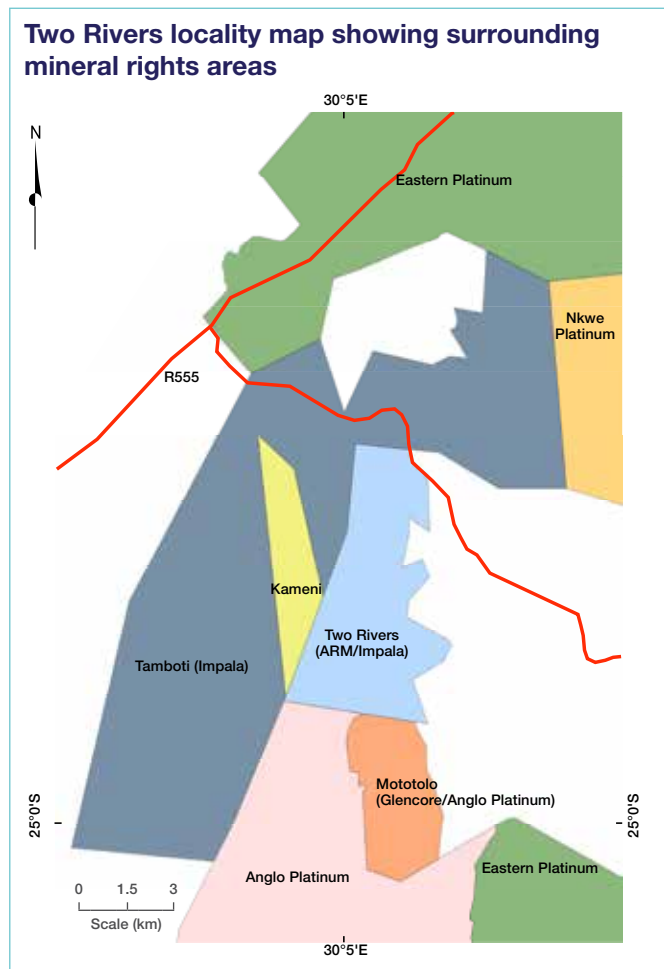 Two Rivers locality map showing surrounding
mineral rights areas
30°5'E
N
Eastern Platinum
Nkwe
Platinum
R555
Kameni
Two Rivers
(ARM/Impala)
Tamboti (Impala)
Mototolo
(Glencore/Anglo Platinum)
25°0'S
25°0'S
Eastern Platinum
Anglo Platinum
0 1.5 3
Scale (km)
30°5'E